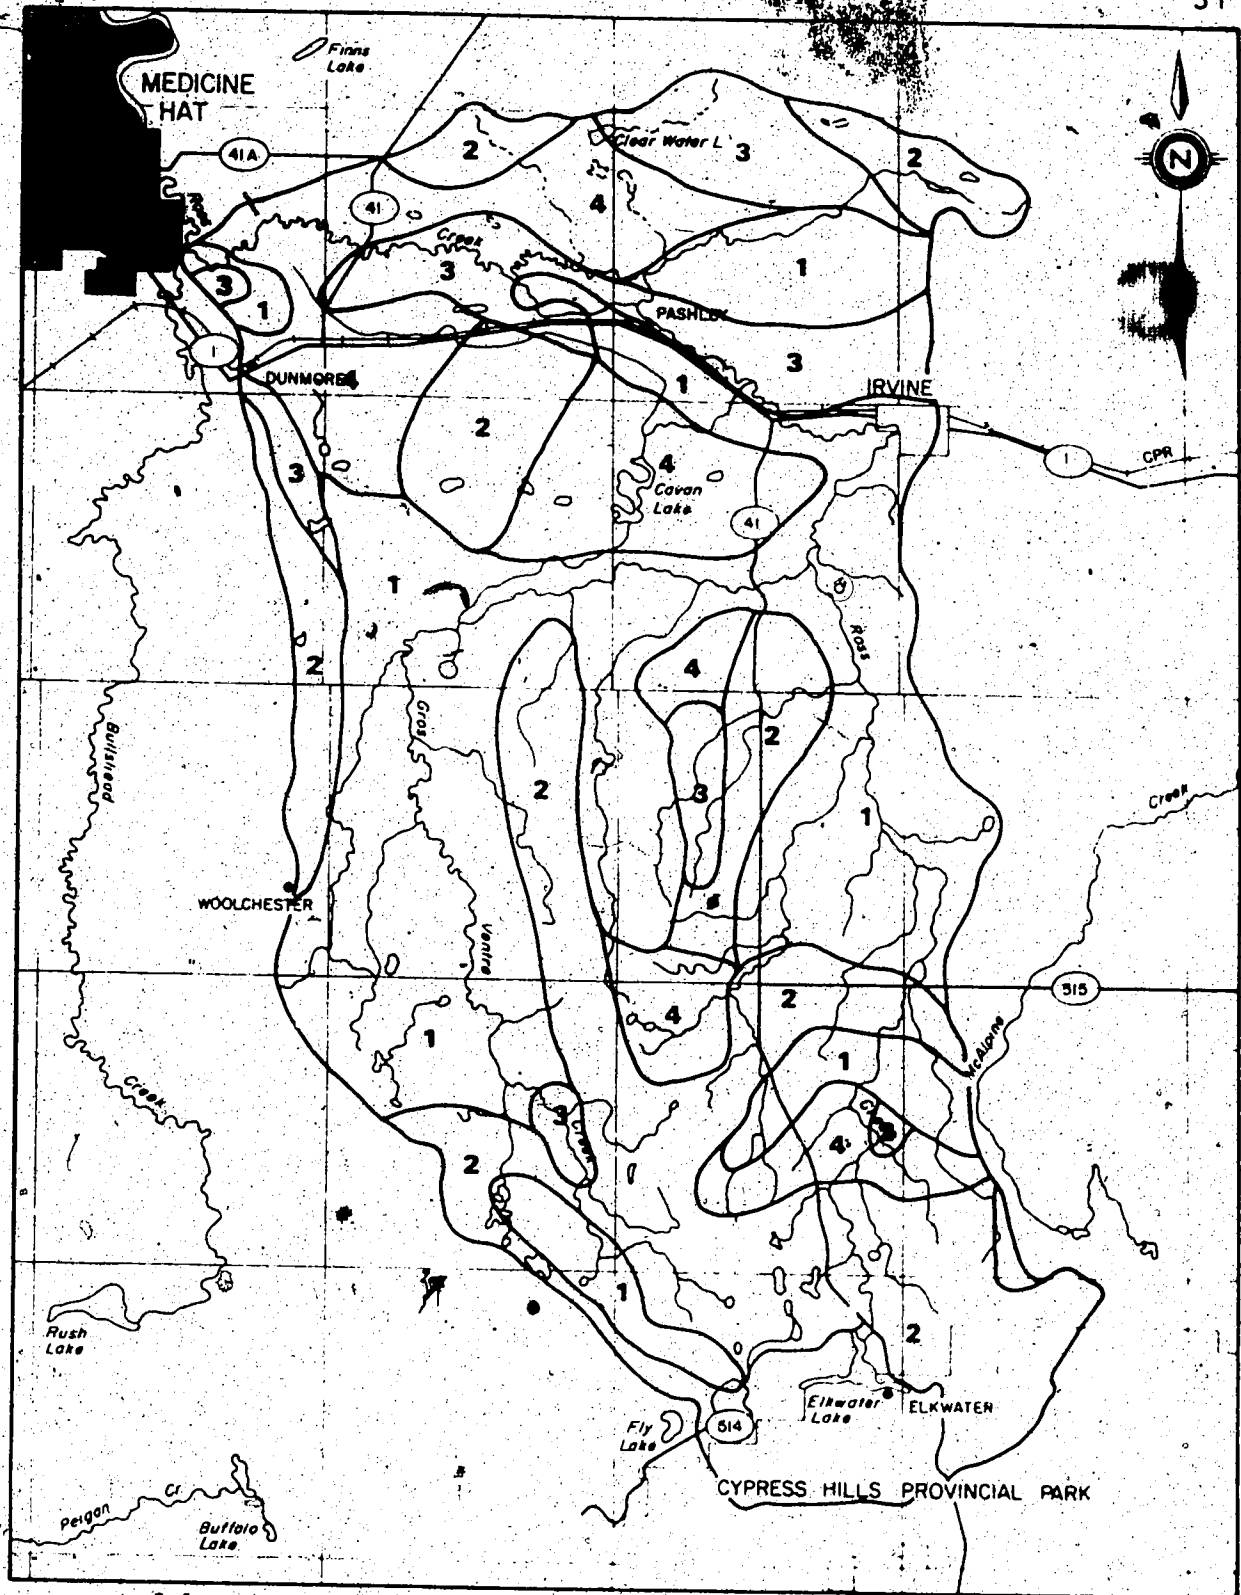 Finns
Lake
MEDICINE
HAT
41A
2
Clear Water L
3
2
N
41
4
Ross
Creek
3
1
3
1
PASHLEY
3
1
DUNMORE
4
1
IRVINE
2
4
Cavan
Lake
1
CPR
3
41
1
Ross
2
4
Gros
2
Bullshead
2
3
1
Creek
WOOLCHESTER
Ventre
515
2
4
1
McAlpine
1
Creek
Creek
4
2
1
2
Rush
Lake
Elkwater
Lake
ELKWATER
Fly
Lake
514
CYPRESS HILLS PROVINCIAL PARK
Peigan Cr.
Buffalo
Lake